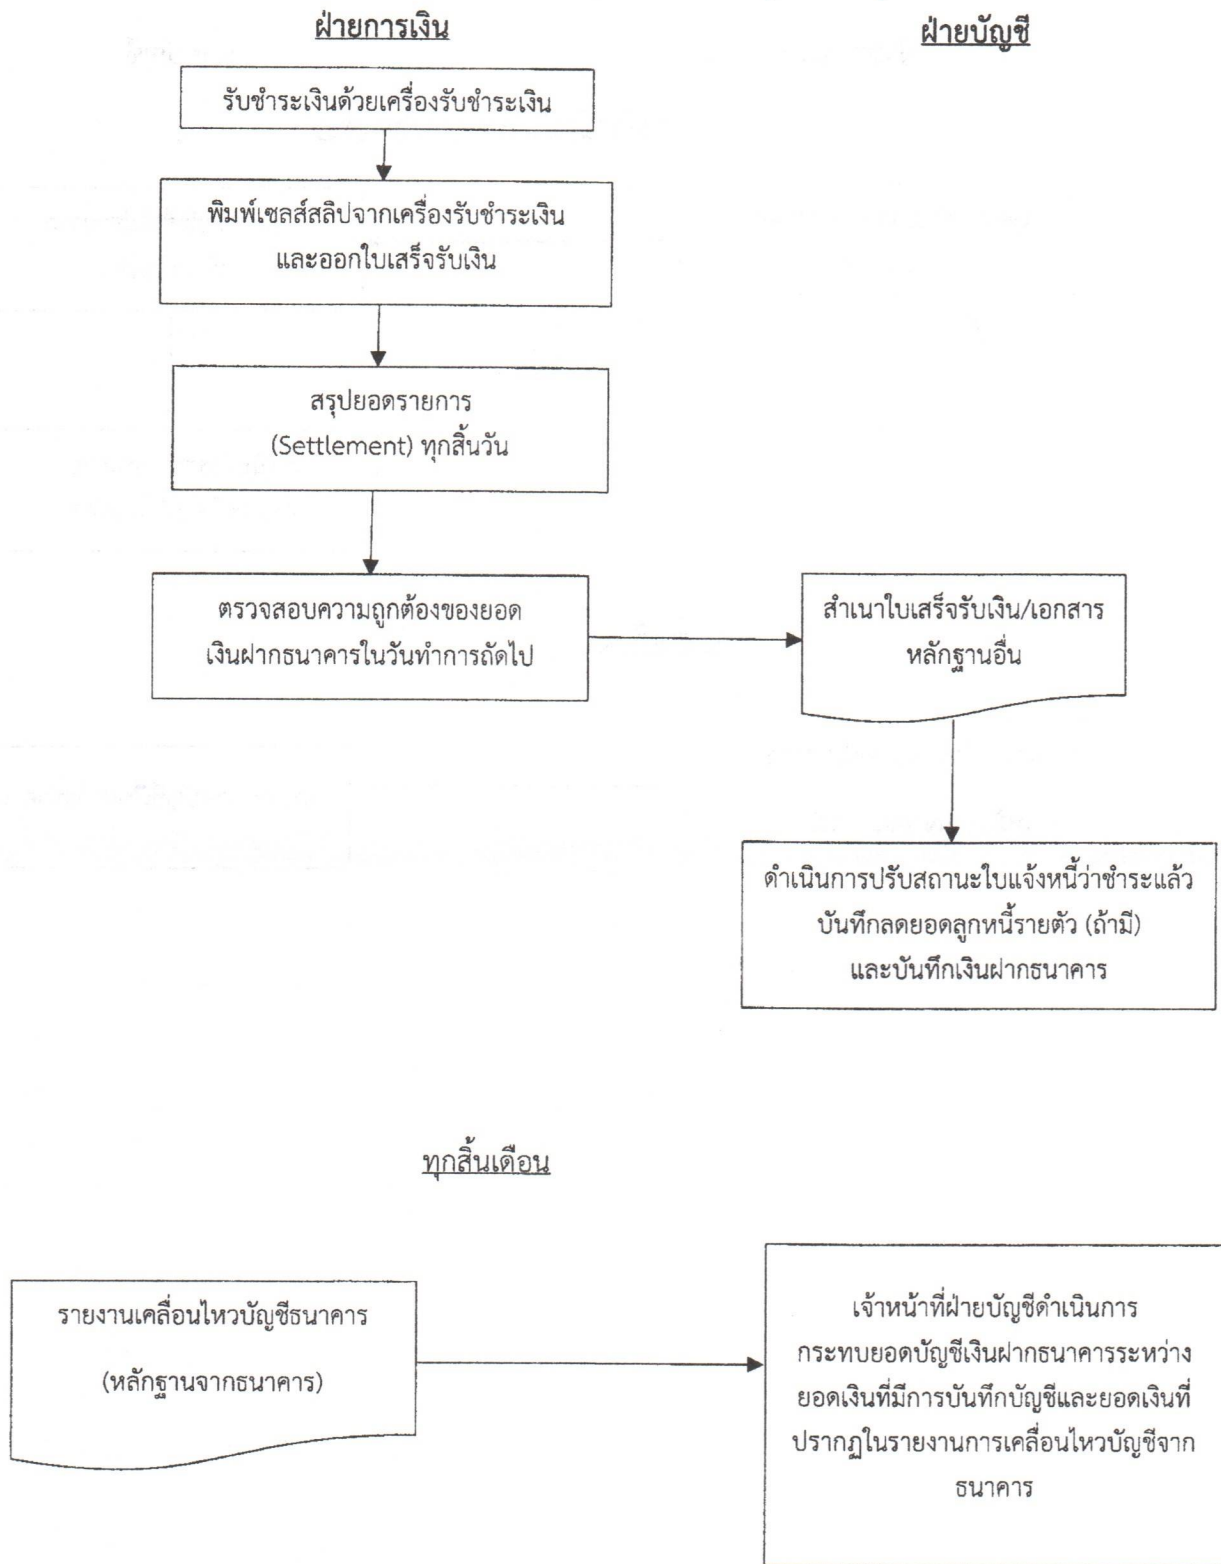 ฝ่ายการเงิน
ฝ่ายบัญชี
รับชำระเงินด้วยเครื่องรับชำระเงิน
พิมพ์เซลส์สลิปจากเครื่องรับชำระเงิน
และออกใบเสร็จรับเงิน
สรุปยอดรายการ
(Settlement) ทุกสิ้นวัน
ตรวจสอบความถูกต้องของยอด
เงินฝากธนาคารในวันทำการถัดไป
สำเนาใบเสร็จรับเงิน/เอกสาร
หลักฐานอื่น
ดำเนินการปรับสถานะใบแจ้งหนี้ว่าชำระแล้ว
บันทึกลดยอดลูกหนี้รายตัว (ถ้ามี)
และบันทึกเงินฝากธนาคาร
ทุกสิ้นเดือน
รายงานเคลื่อนไหวบัญชีธนาคาร
(หลักฐานจากธนาคาร)
เจ้าหน้าที่ฝ่ายบัญชีดำเนินการ
กระทบยอดบัญชีเงินฝากธนาคารระหว่าง
ยอดเงินที่มีการบันทึกบัญชีและยอดเงินที่
ปรากฏในรายงานการเคลื่อนไหวบัญชีจาก
ธนาคาร